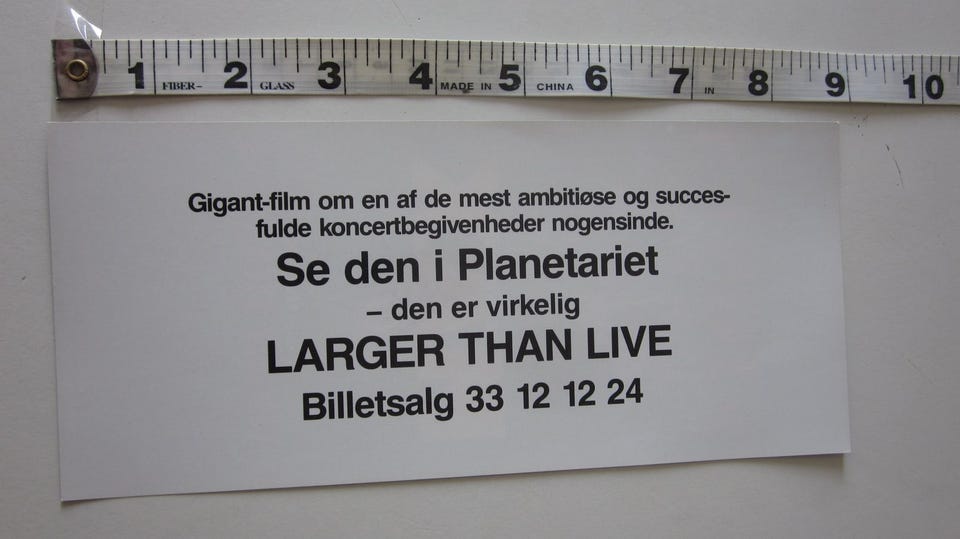 1 2 3 4 5 6 7 8 9 10
FIBER- GLASS MADE IN CHINA IN
Gigant-film om en af de mest ambitiøse og succes-
fulde koncertbegivenheder nogensinde.
Se den i Planetariet
– den er virkelig
LARGER THAN LIVE
Billetsalg 33 12 12 24